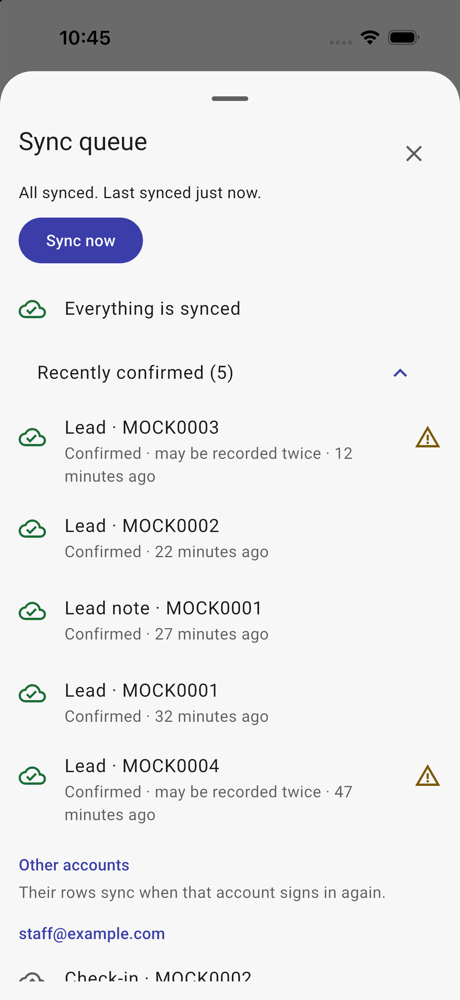 10:45
Sync queue
All synced. Last synced just now.
Sync now
Everything is synced
Recently confirmed (5)
Lead · MOCK0003
Confirmed · may be recorded twice · 12
minutes ago
Lead · MOCK0002
Confirmed · 22 minutes ago
Lead note · MOCK0001
Confirmed · 27 minutes ago
Lead · MOCK0001
Confirmed · 32 minutes ago
Lead · MOCK0004
Confirmed · may be recorded twice · 47
minutes ago
Other accounts
Their rows sync when that account signs in again.
staff@example.com
Check-in · MOCK0002